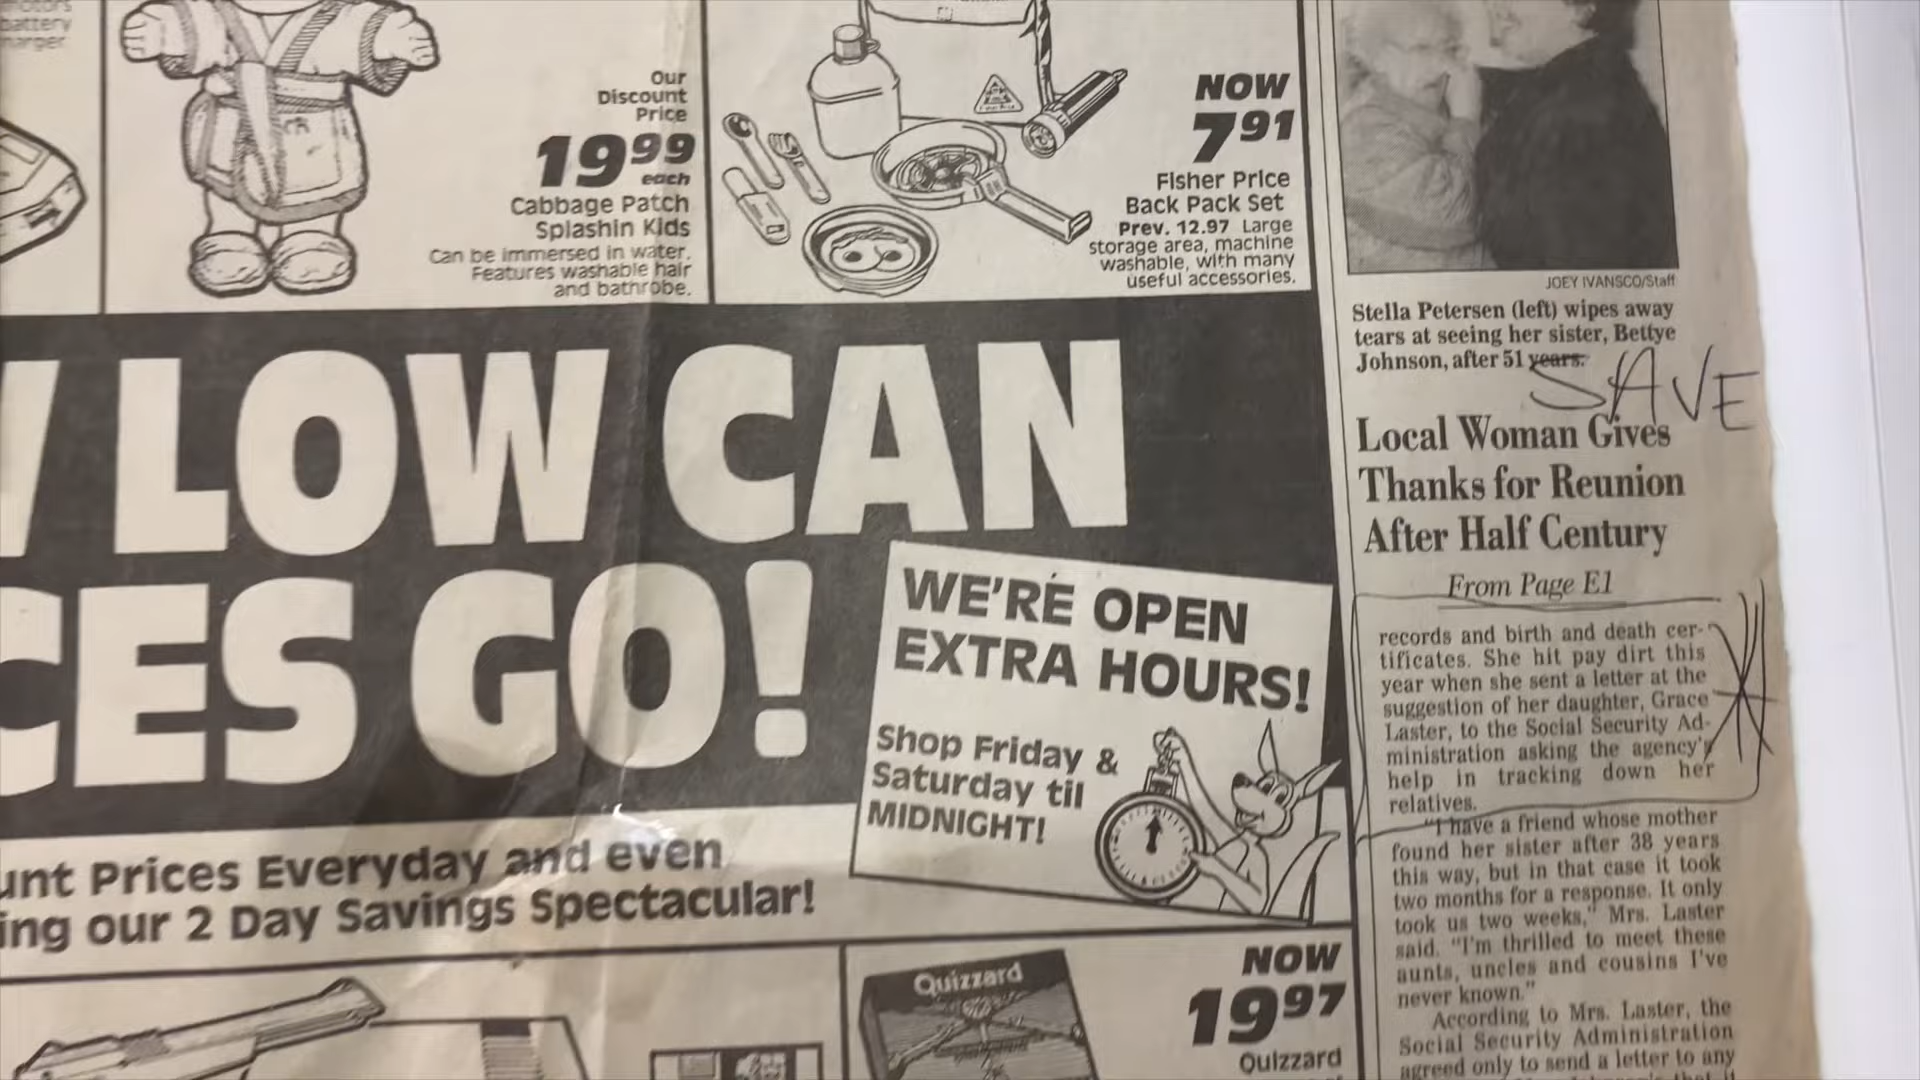 battery
Our
Discount
Price
19 99
each
Cabbage Patch
Splashin Kids
Can be immersed in water.
Features washable hair
and bathrobe.
NOW
7 91
Fisher Price
Back Pack Set
Prev. 12.97 Large
storage area, machine
washable, with many
useful accessories.
LOW CAN
CES GO!
WE'RE OPEN
EXTRA HOURS!
Shop Friday &
Saturday til
MIDNIGHT!
unt Prices Everyday and even
ing our 2 Day Savings Spectacular!
Quizzard
NOW
19 97
Quizzard
JOEY IVANSCO/Staff
Stella Petersen (left) wipes away
tears at seeing her sister, Bettye
Johnson, after 51 years.
SAVE
Local Woman Gives
Thanks for Reunion
After Half Century
From Page E1
records and birth and death cer-
tificates. She hit pay dirt this
year when she sent a letter at the
suggestion of her daughter, Grace
Laster, to the Social Security Ad-
ministration asking the agency's
help in tracking down her
relatives.
"I have a friend whose mother
found her sister after 38 years
this way, but in that case it took
two months for a response. It only
took us two weeks," Mrs. Laster
said. "I'm thrilled to meet these
aunts, uncles and cousins I've
never known."
According to Mrs. Laster, the
Social Security Administration
agreed only to send a letter to any